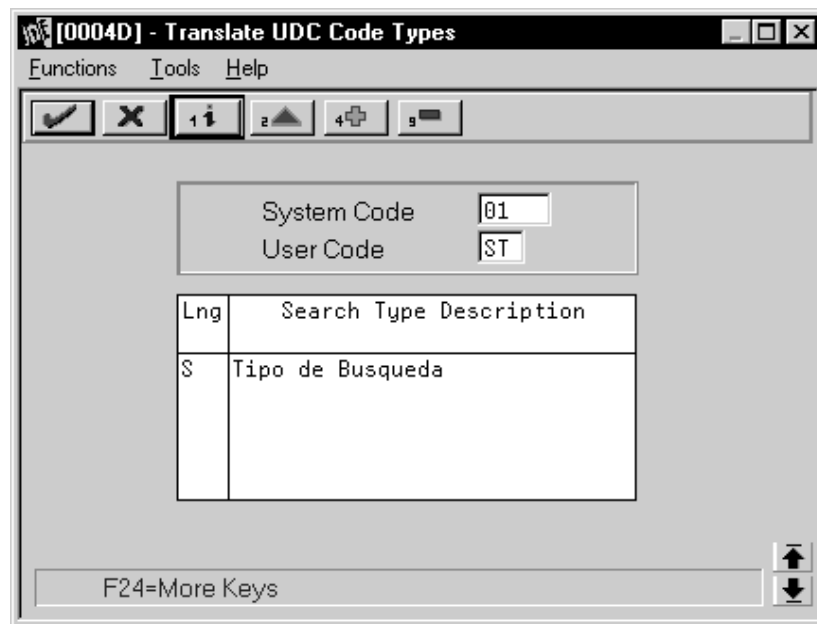 JDE [0004D] - Translate UDC Code Types
Functions Tools Help
1 i 2 4 9
System Code 01
User Code ST
Lng Search Type Description
S Tipo de Busqueda
F24=More Keys